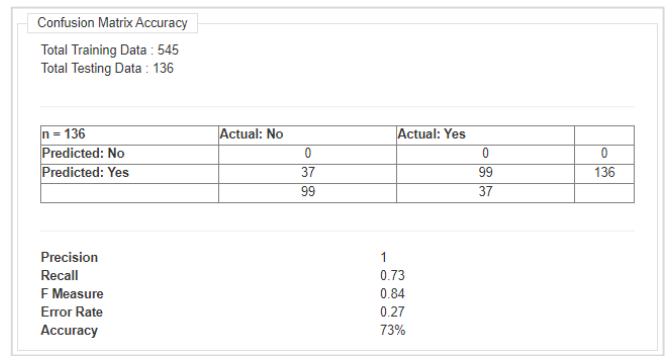 Confusion Matrix Accuracy
Total Training Data : 545
Total Testing Data : 136
n = 136 Actual: No Actual: Yes
Predicted: No 0 0 0
Predicted: Yes 37 99 136
99 37
Precision 1
Recall 0.73
F Measure 0.84
Error Rate 0.27
Accuracy 73%